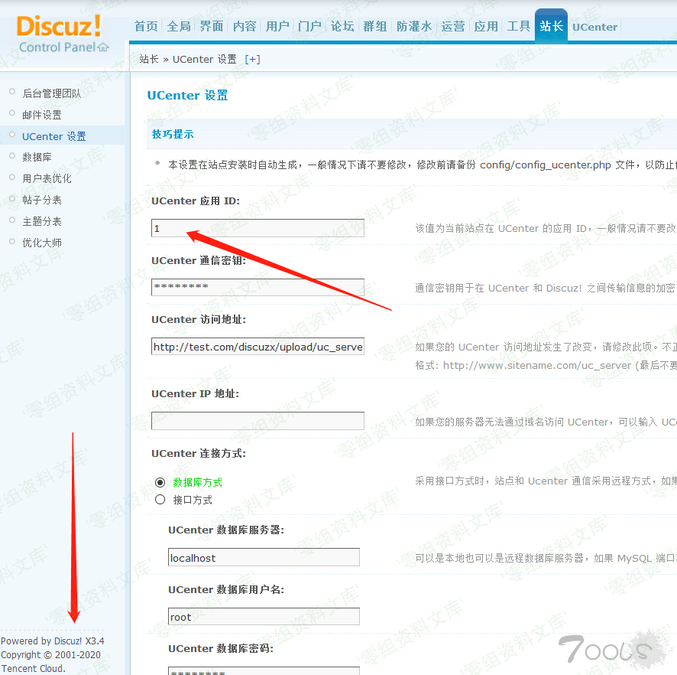 Discuz!
Control Panel
首页 全局 界面 内容 用户 门户 论坛 群组 防灌水 运营 应用 工具 站长 UCenter
站长 » UCenter 设置 [+]
后台管理团队
邮件设置
UCenter 设置
数据库
用户表优化
帖子分表
主题分表
优化大师
UCenter 设置
技巧提示
本设置在站点安装时自动生成，一般情况下请不要修改，修改前请备份 config/config_ucenter.php 文件，以防止
UCenter 应用 ID:
1
该值为当前站点在 UCenter 的应用 ID，一般情况请不要改
UCenter 通信密钥:
********
通信密钥用于在 UCenter 和 Discuz! 之间传输信息的加密
UCenter 访问地址:
http://test.com/discuzx/upload/uc_serve
如果您的 UCenter 访问地址发生了改变，请修改此项。不正
格式: http://www.sitename.com/uc_server (最后不要
UCenter IP 地址:
如果您的服务器无法通过域名访问 UCenter，可以输入 UC
UCenter 连接方式:
数据库方式
接口方式
采用接口方式时，站点和 UCenter 通信采用远程方式，如果
UCenter 数据库服务器:
localhost
可以是本地也可以是远程数据库服务器，如果 MySQL 端口
UCenter 数据库用户名:
root
UCenter 数据库密码:
********
Powered by Discuz! X3.4
Copyright © 2001-2020
Tencent Cloud.
7OOLS
零组资料文库